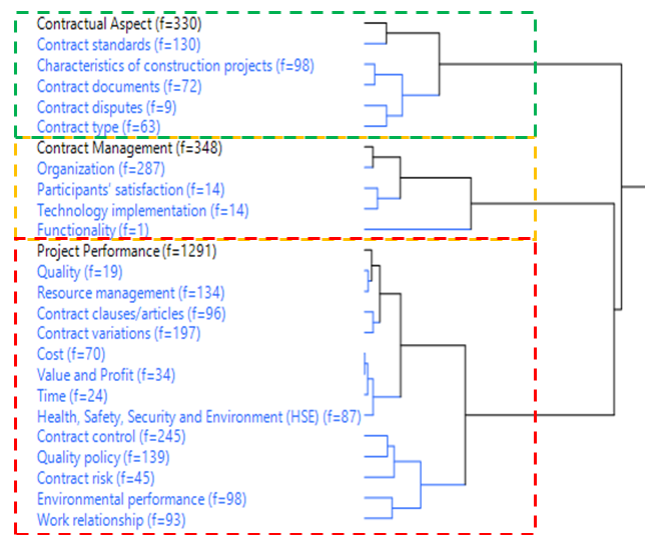 Contractual Aspect (f=330)
Contract standards (f=130)
Characteristics of construction projects (f=98)
Contract documents (f=72)
Contract disputes (f=9)
Contract type (f=63)
Contract Management (f=348)
Organization (f=287)
Participants' satisfaction (f=14)
Technology implementation (f=14)
Functionality (f=1)
Project Performance (f=1291)
Quality (f=19)
Resource management (f=134)
Contract clauses/articles (f=96)
Contract variations (f=197)
Cost (f=70)
Value and Profit (f=34)
Time (f=24)
Health, Safety, Security and Environment (HSE) (f=87)
Contract control (f=245)
Quality policy (f=139)
Contract risk (f=45)
Environmental performance (f=98)
Work relationship (f=93)